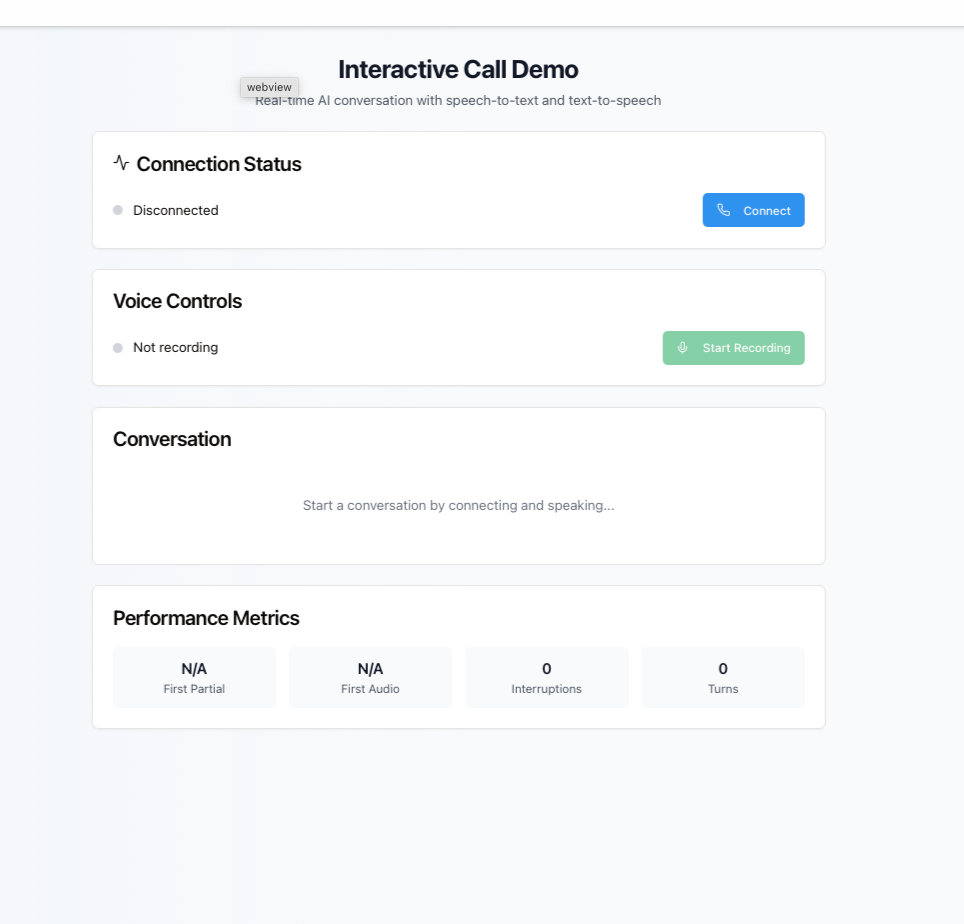 Interactive Call Demo
webview
Real-time AI conversation with speech-to-text and text-to-speech
Connection Status
Disconnected
Connect
Voice Controls
Not recording
Start Recording
Conversation
Start a conversation by connecting and speaking...
Performance Metrics
N/A
First Partial
N/A
First Audio
0
Interruptions
0
Turns